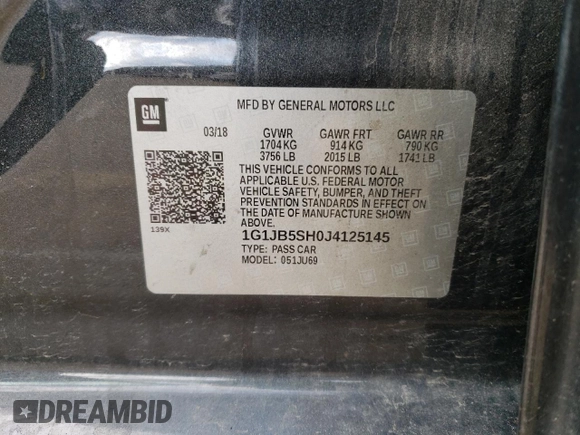 GM
MFD BY GENERAL MOTORS LLC
03/18 GVWR GAWR FRT GAWR RR
1704 KG 914 KG 790 KG
3756 LB 2015 LB 1741 LB
THIS VEHICLE CONFORMS TO ALL
APPLICABLE U.S. FEDERAL MOTOR
VEHICLE SAFETY, BUMPER, AND THEFT
PREVENTION STANDARDS IN EFFECT ON
THE DATE OF MANUFACTURE SHOWN
ABOVE.
139X
1G1JB5SH0J4125145
TYPE: PASS CAR
MODEL: 051JU69
DREAMBID